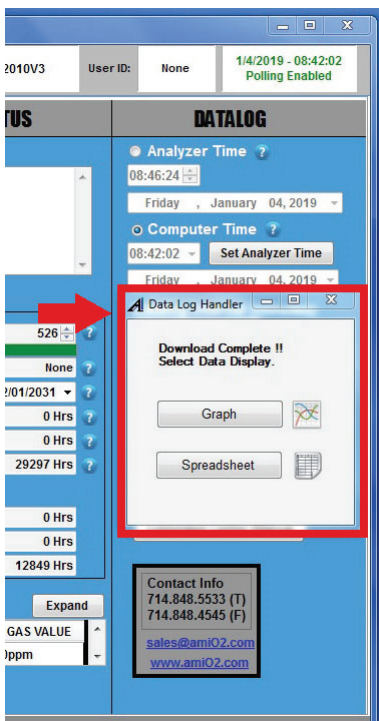 2010V3
User ID:
None
1/4/2019 - 08:42:02
Polling Enabled
TUS
DATALOG
Analyzer Time ?
08:46:24
Friday , January 04, 2019
Computer Time ?
08:42:02
Set Analyzer Time
Friday , January 04, 2019
Data Log Handler
Download Complete !!
Select Data Display.
Graph
Spreadsheet
526 ?
None ?
2/01/2031 ?
0 Hrs ?
0 Hrs ?
29297 Hrs ?
0 Hrs
0 Hrs
12849 Hrs
Expand
GAS VALUE
0ppm
Contact Info
714.848.5533 (T)
714.848.4545 (F)
sales@amiO2.com
www.amiO2.com